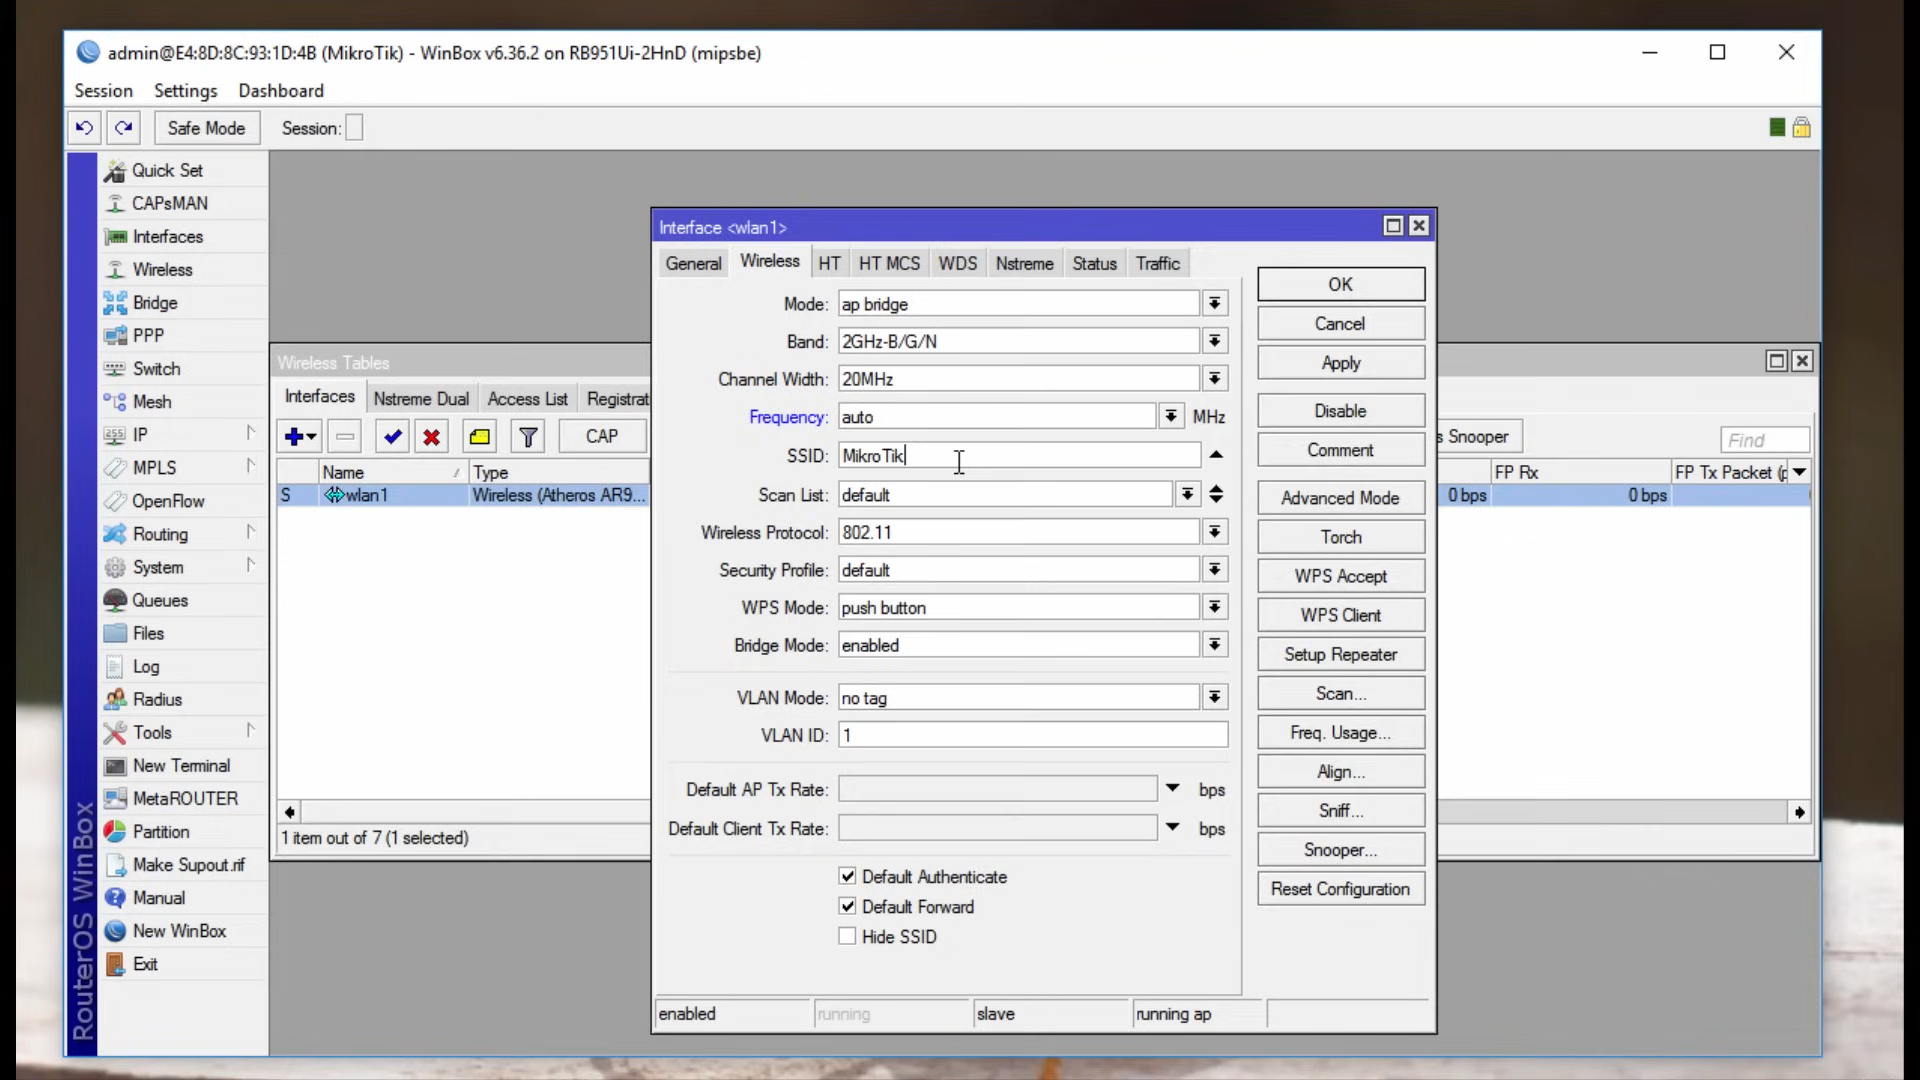 admin@E4:8D:8C:93:1D:4B (MikroTik) - WinBox v6.36.2 on RB951Ui-2HnD (mipsbe)
Session Settings Dashboard
Safe Mode Session:
Quick Set
CAPsMAN
Interfaces
Wireless
Bridge
PPP
Switch
Mesh
IP
MPLS
OpenFlow
Routing
System
Queues
Files
Log
Radius
Tools
New Terminal
MetaROUTER
Partition
Make Supout.rif
Manual
New WinBox
Exit
RouterOS WinBox
Wireless Tables
Interfaces Nstreme Dual Access List Registrat
CAP
s Snooper
Find
Name Type
FP Rx FP Tx Packet (p
S wlan1 Wireless (Atheros AR9...
0 bps 0 bps
1 item out of 7 (1 selected)
Interface <wlan1>
General Wireless HT HT MCS WDS Nstreme Status Traffic
Mode: ap bridge
Band: 2GHz-B/G/N
Channel Width: 20MHz
Frequency: auto MHz
SSID: MikroTik
Scan List: default
Wireless Protocol: 802.11
Security Profile: default
WPS Mode: push button
Bridge Mode: enabled
VLAN Mode: no tag
VLAN ID: 1
Default AP Tx Rate: bps
Default Client Tx Rate: bps
Default Authenticate
Default Forward
Hide SSID
OK
Cancel
Apply
Disable
Comment
Advanced Mode
Torch
WPS Accept
WPS Client
Setup Repeater
Scan...
Freq. Usage...
Align...
Sniff...
Snooper...
Reset Configuration
enabled running slave running ap